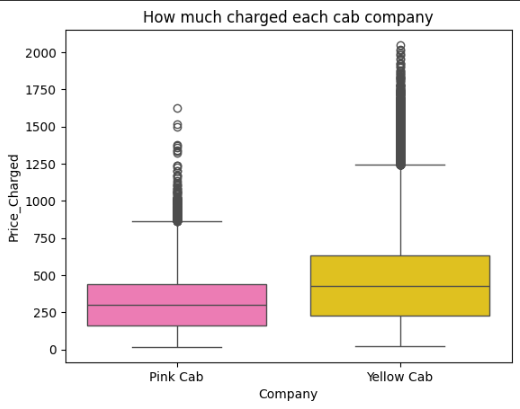 How much charged each cab company
2000
1750
1500
1250
1000
750
500
250
0
Price_Charged
Pink Cab
Yellow Cab
Company